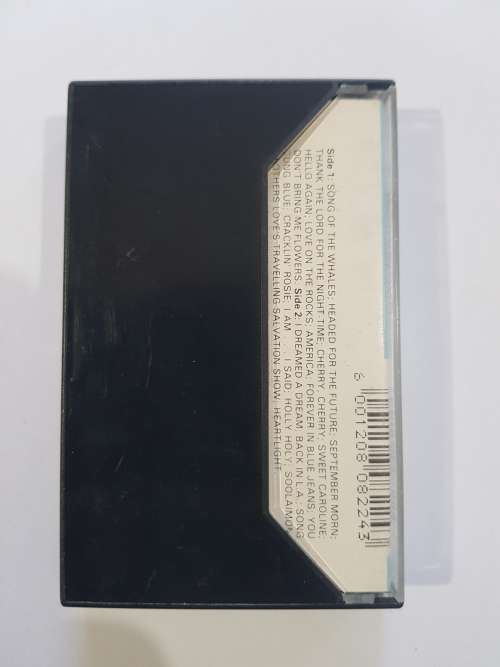 Side 1: SONG OF THE WHALES; HEADED FOR THE FUTURE; SEPTEMBER MORN;
THANK THE LORD FOR THE NIGHT TIME; CHERRY, CHERRY; SWEET CAROLINE;
HELLO AGAIN; LOVE ON THE ROCKS; AMERICA; FOREVER IN BLUE JEANS; YOU
DON'T BRING ME FLOWERS. Side 2: I DREAMED A DREAM; BACK IN L.A.; SONG
BLUE; CRACKLIN' ROSIE; I AM . . . I SAID; HOLLY HOLY; SOOLAIMON
LOVE'S TRAVELLING SALVATION SHOW; HEARTLIGHT
6 001208 082243